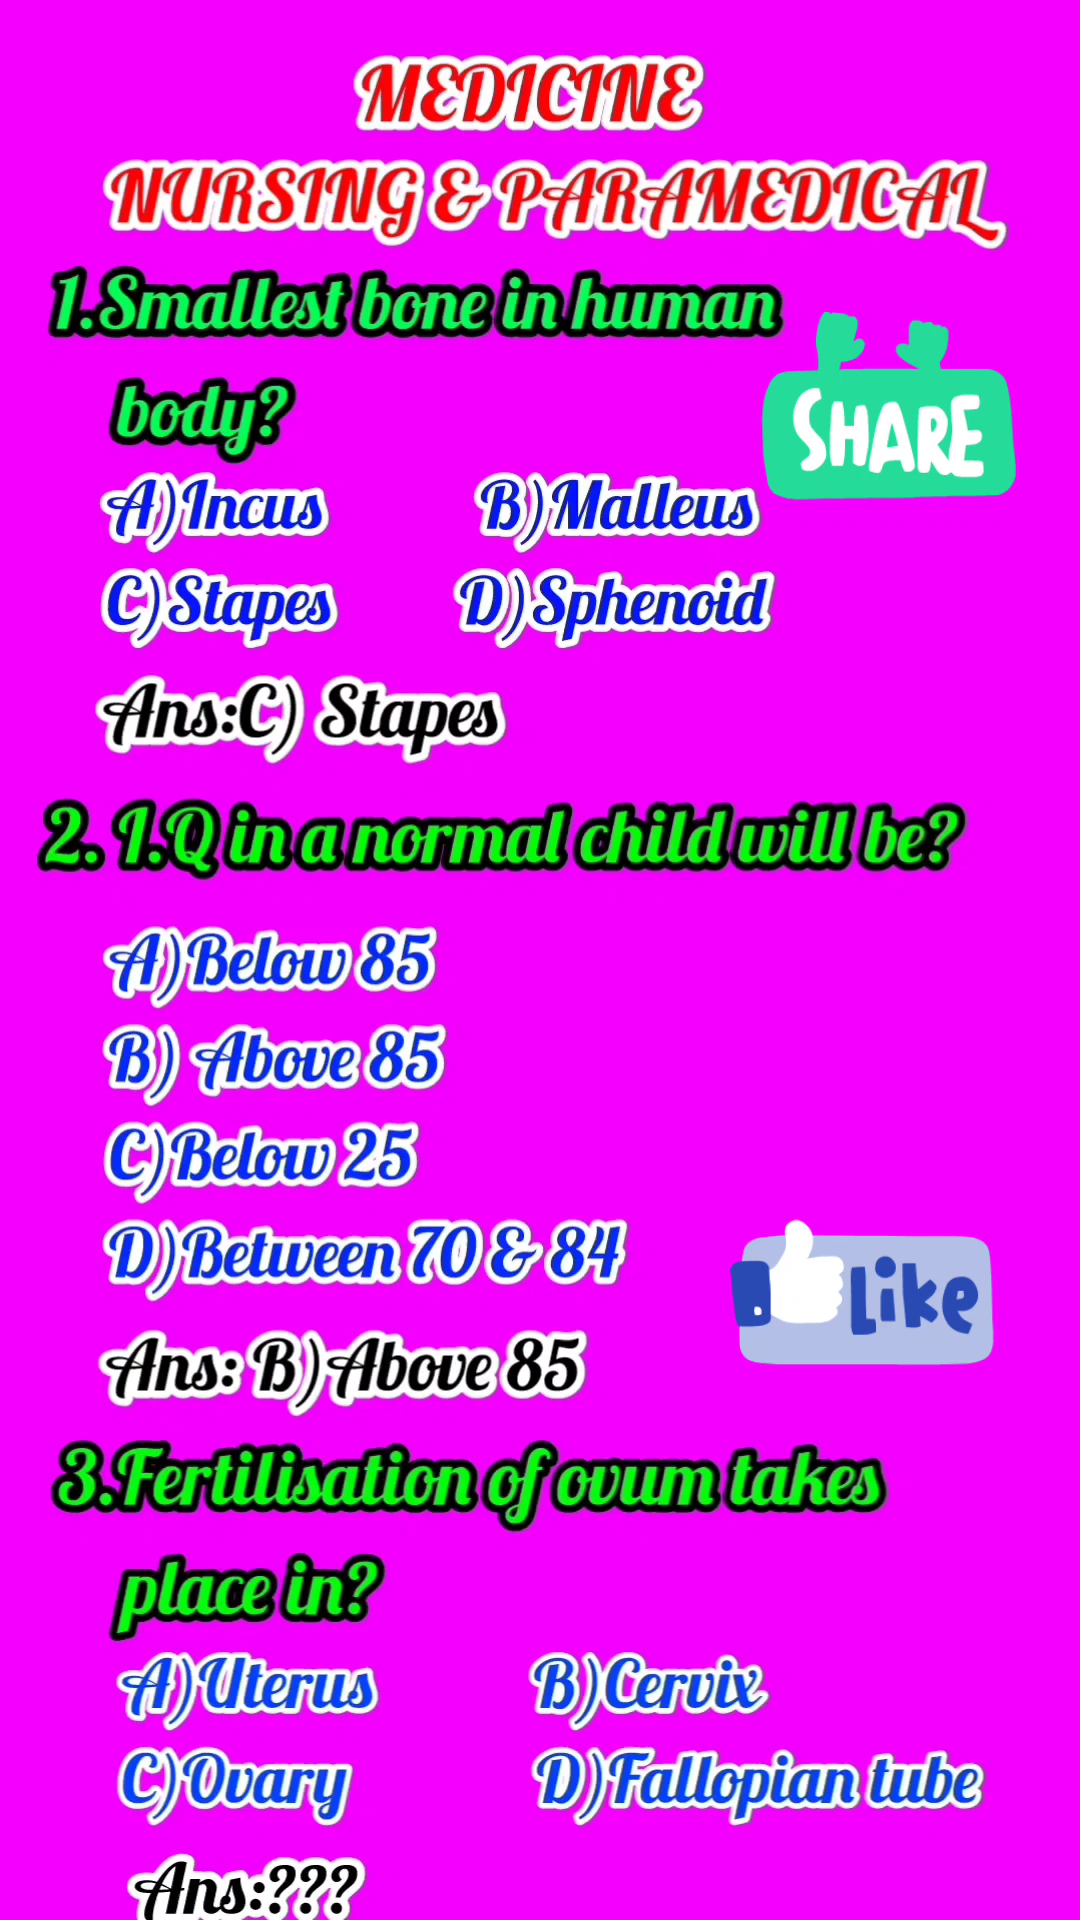 MEDICINE
NURSING & PARAMEDICAL
1.Smallest bone in human
body?
SHARE
A)Incus B)Malleus
C)Stapes D)Sphenoid
Ans:C) Stapes
2. I.Q in a normal child will be?
A)Below 85
B) Above 85
C)Below 25
D)Between 70 & 84
Like
Ans: B)Above 85
3.Fertilisation of ovum takes
place in?
A)Uterus B)Cervix
C)Ovary D)Fallopian tube
Ans:???